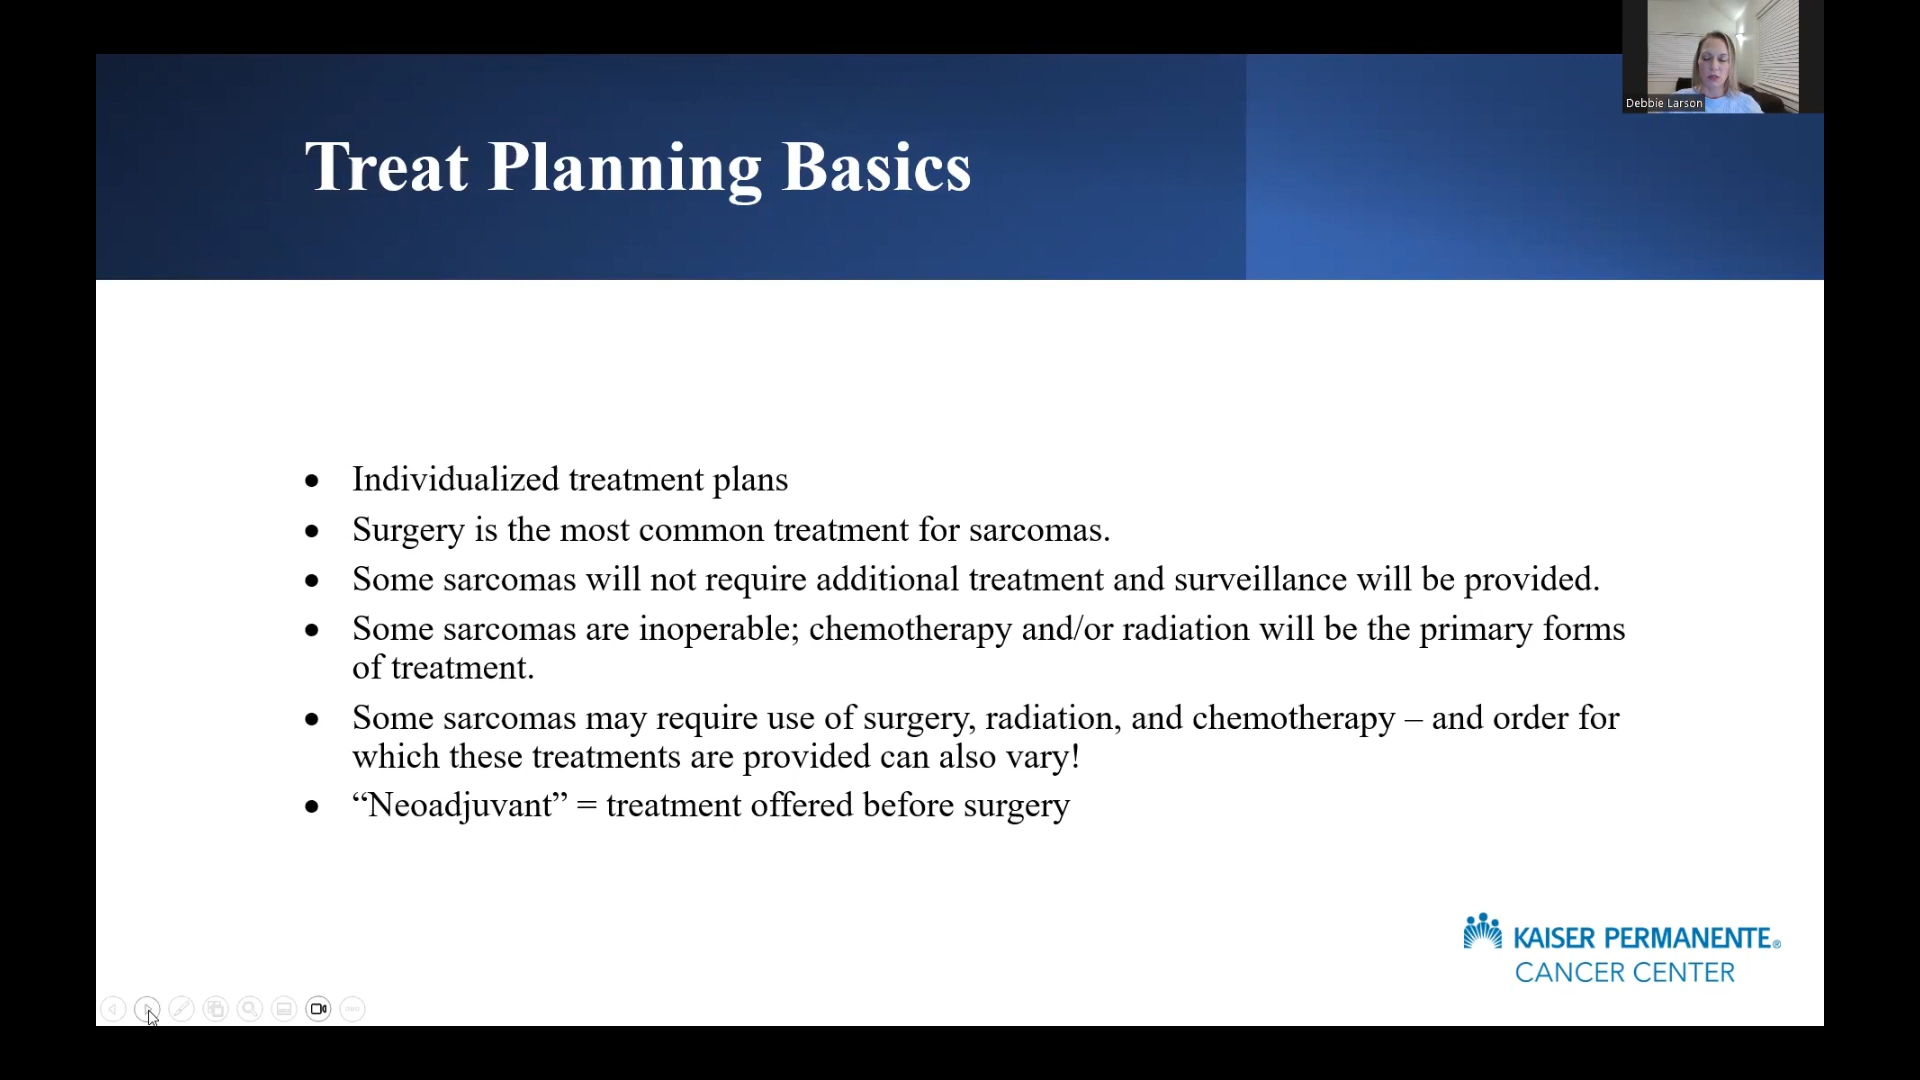 Debbie Larson
Treat Planning Basics
• Individualized treatment plans
• Surgery is the most common treatment for sarcomas.
• Some sarcomas will not require additional treatment and surveillance will be provided.
• Some sarcomas are inoperable; chemotherapy and/or radiation will be the primary forms
of treatment.
• Some sarcomas may require use of surgery, radiation, and chemotherapy – and order for
which these treatments are provided can also vary!
• “Neoadjuvant” = treatment offered before surgery
KAISER PERMANENTE®
CANCER CENTER